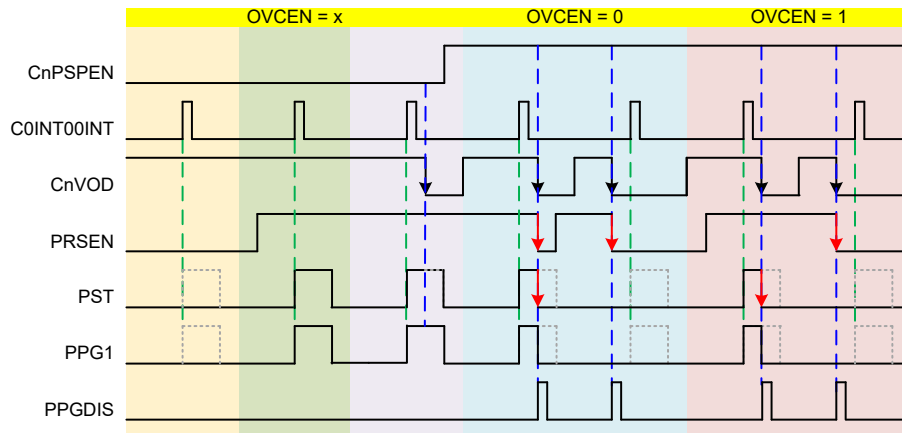 OVCEN = x OVCEN = 0 OVCEN = 1
CnPSPEN
C0INT00INT
CnVOD
PRSEN
PST
PPG1
PPGDIS